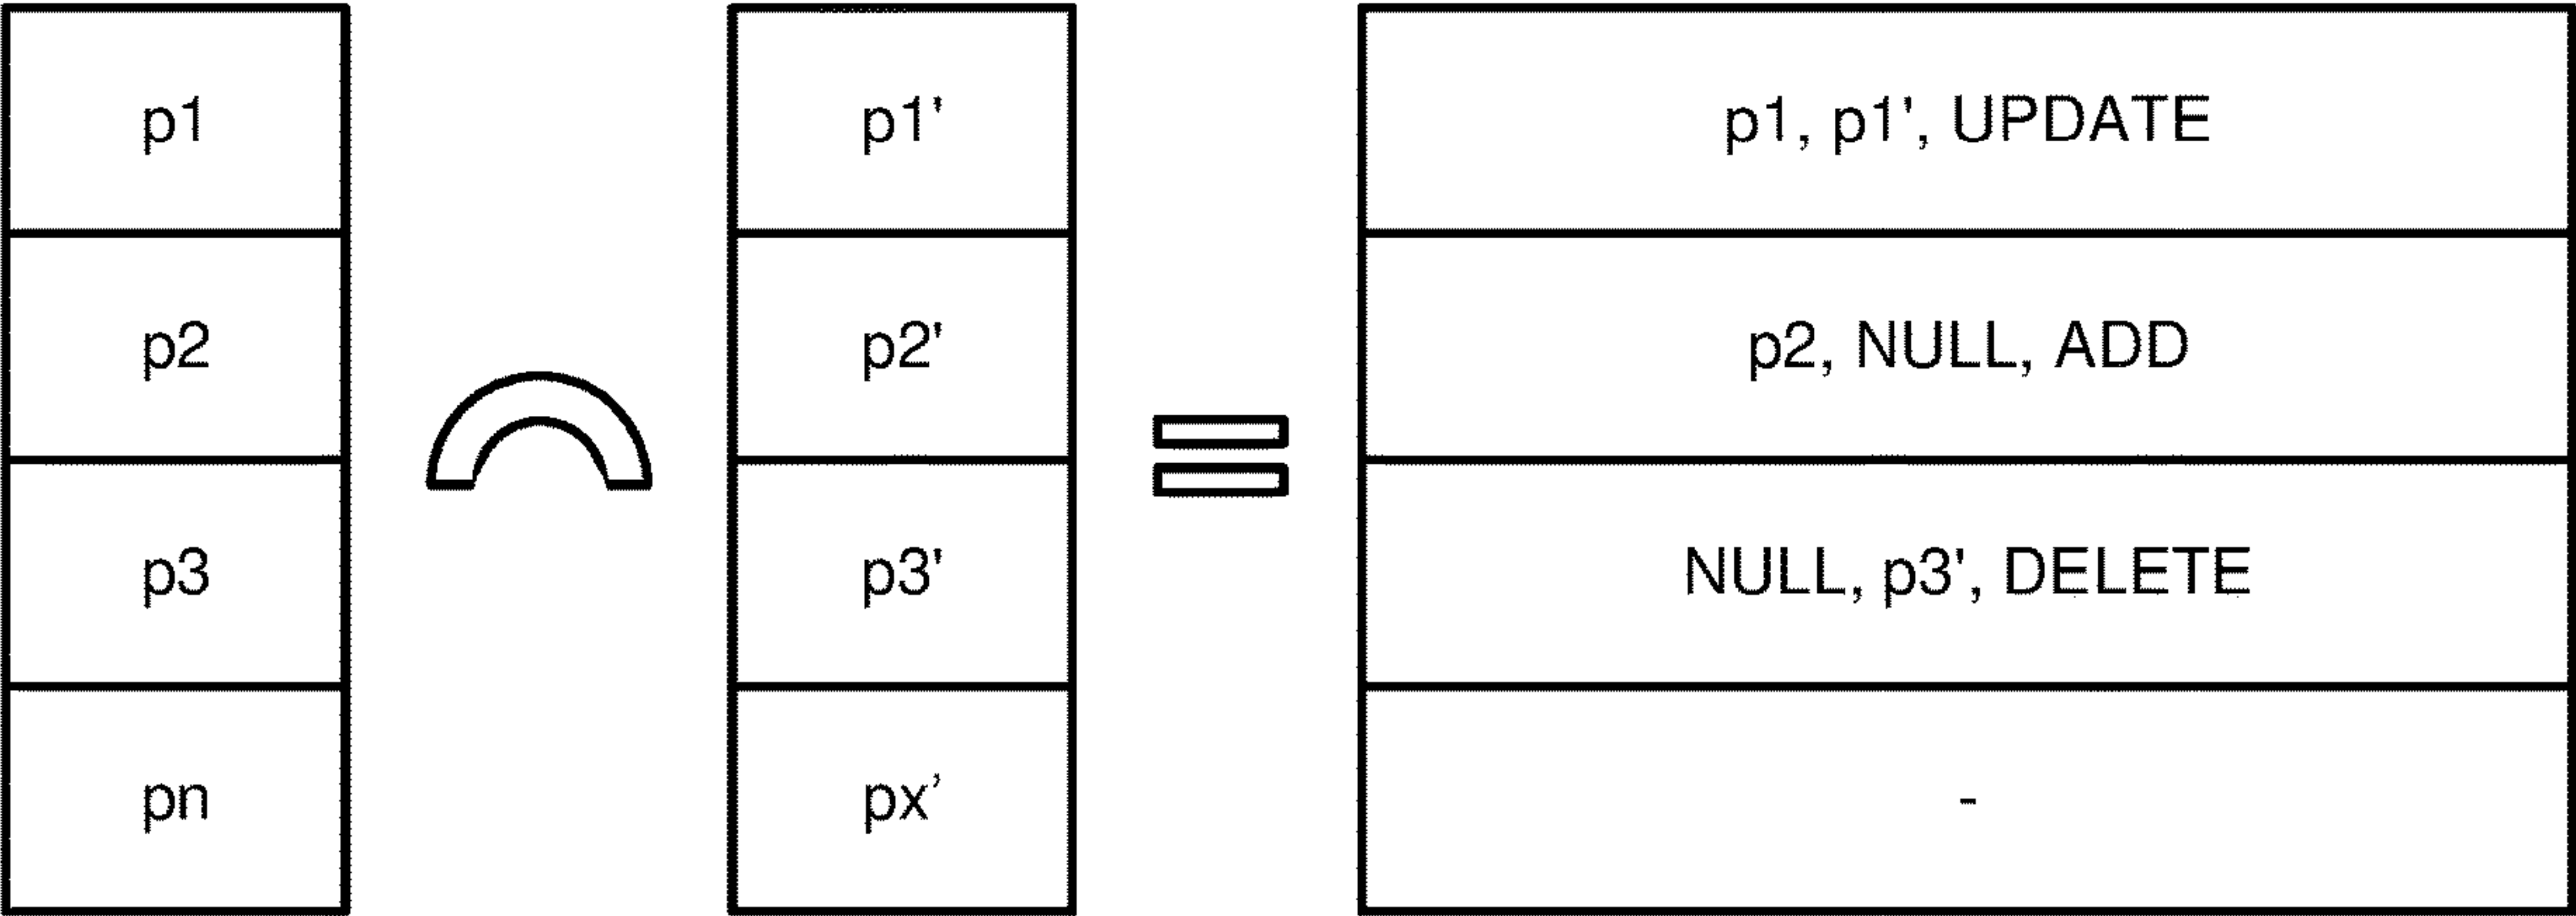 p1
p2
p3
pn
p1'
p2'
p3'
px’
p1, p1', UPDATE
p2, NULL, ADD
NULL, p3', DELETE
-